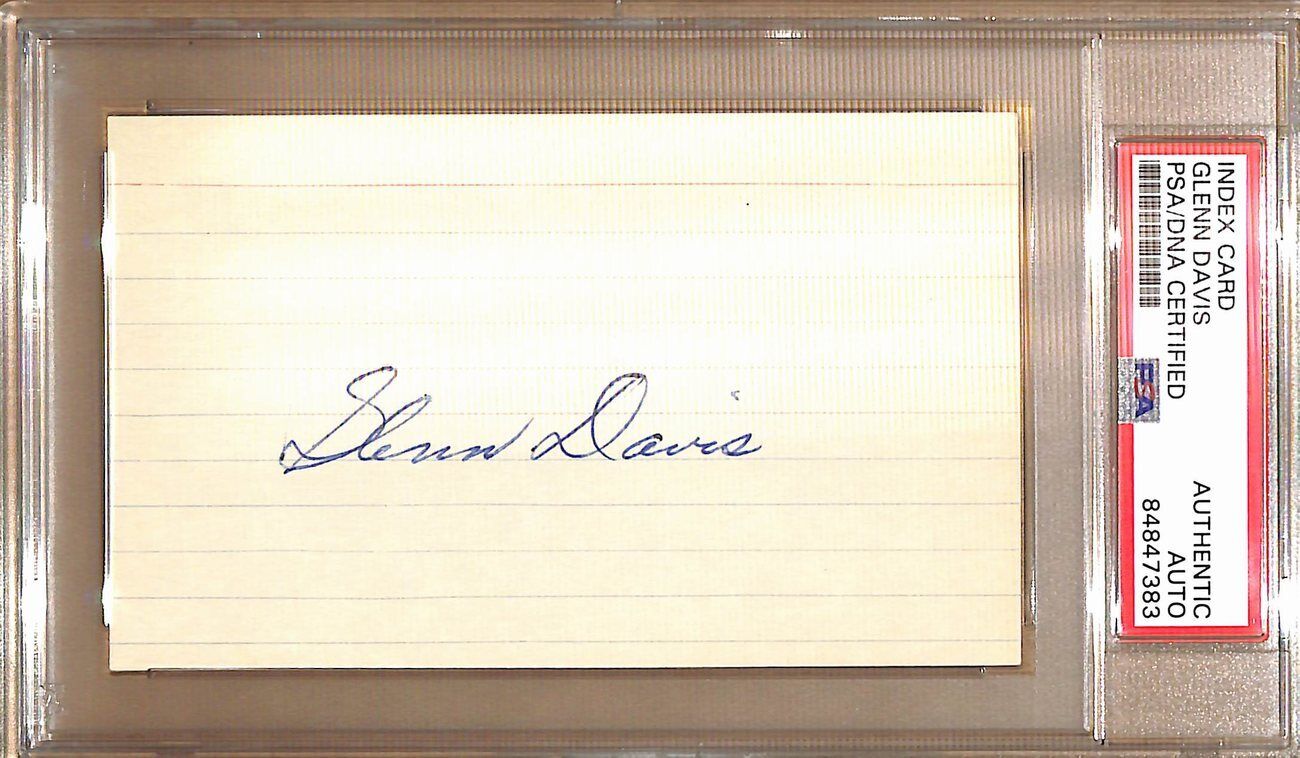 Glenn Davis
INDEX CARD
GLENN DAVIS
PSA/DNA CERTIFIED
PSA
AUTHENTIC
AUTO
84847383